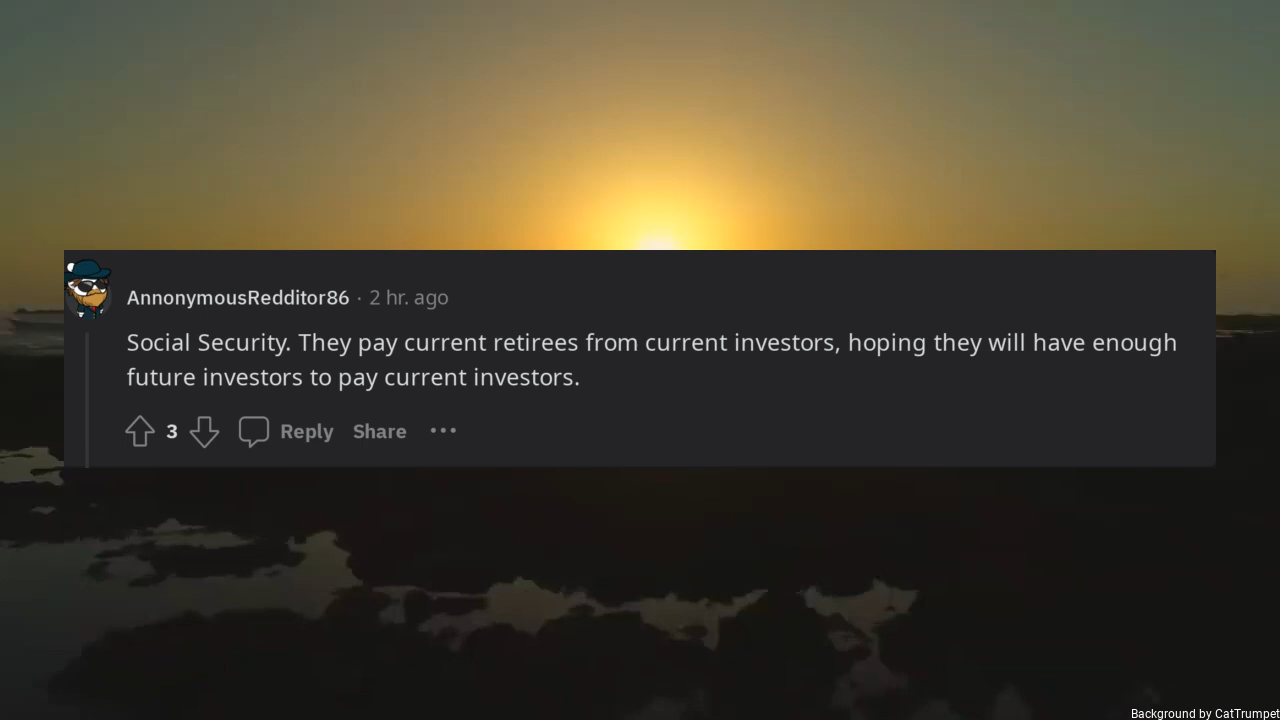 AnnonymousRedditor86 · 2 hr. ago
Social Security. They pay current retirees from current investors, hoping they will have enough
future investors to pay current investors.
3 Reply Share •••
Background by CatTrumpet